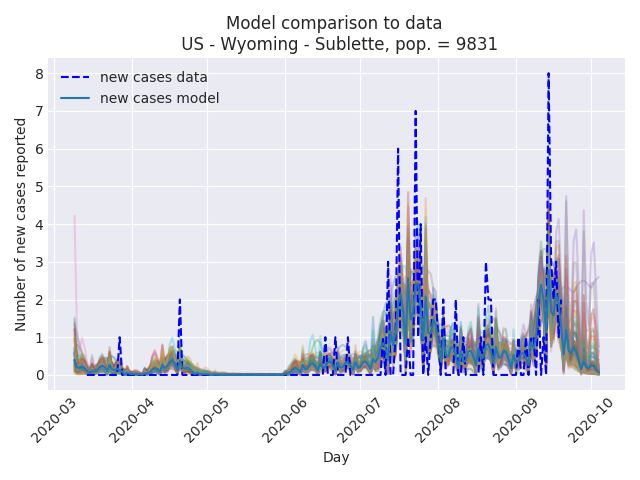 Model comparison to data
US - Wyoming - Sublette, pop. = 9831
new cases data
new cases model
Number of new cases reported
8
7
6
5
4
3
2
1
0
2020-03
2020-04
2020-05
2020-06
2020-07
2020-08
2020-09
2020-10
Day